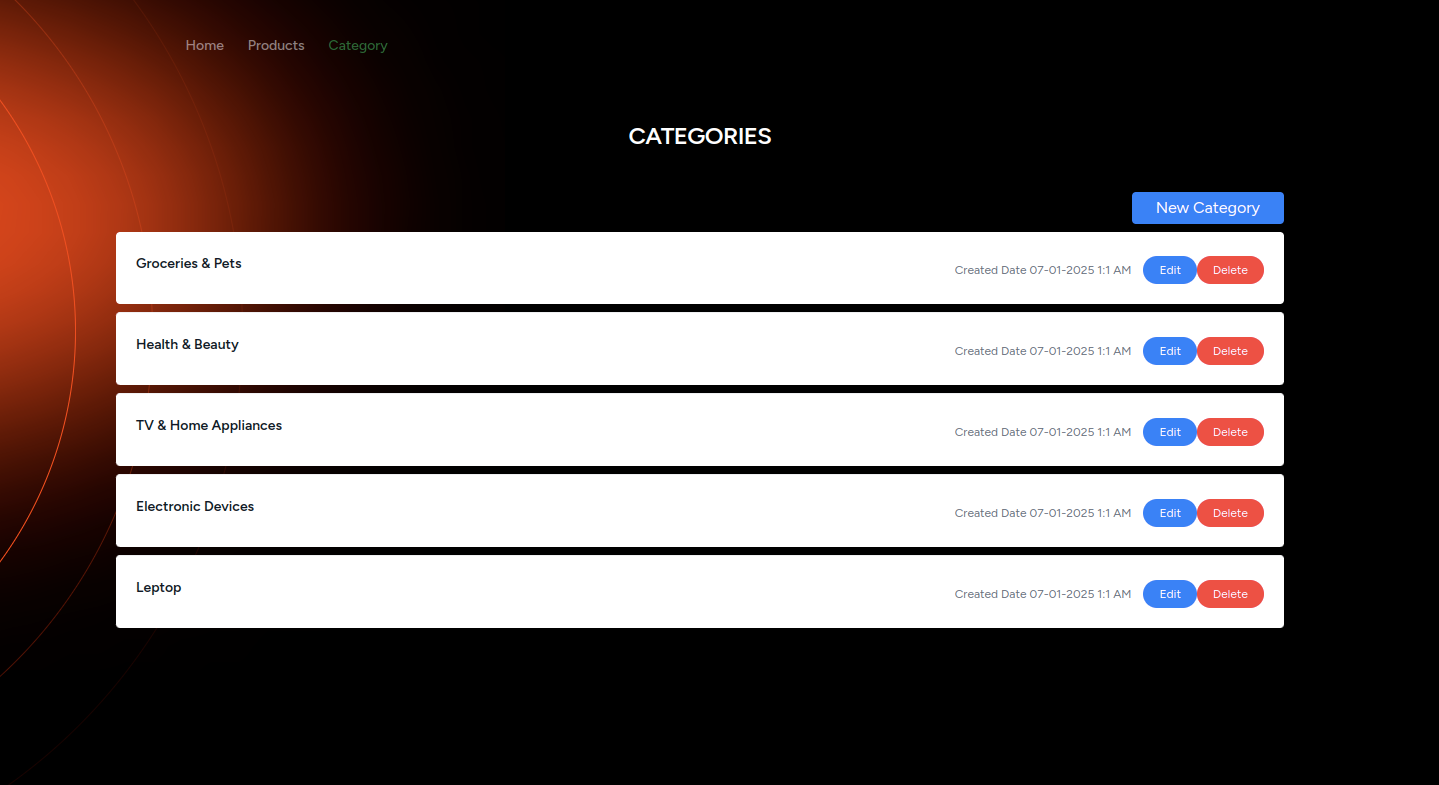 Home Products Category
CATEGORIES
New Category
Groceries & Pets
Created Date 07-01-2025 1:1 AM Edit Delete
Health & Beauty
Created Date 07-01-2025 1:1 AM Edit Delete
TV & Home Appliances
Created Date 07-01-2025 1:1 AM Edit Delete
Electronic Devices
Created Date 07-01-2025 1:1 AM Edit Delete
Leptop
Created Date 07-01-2025 1:1 AM Edit Delete